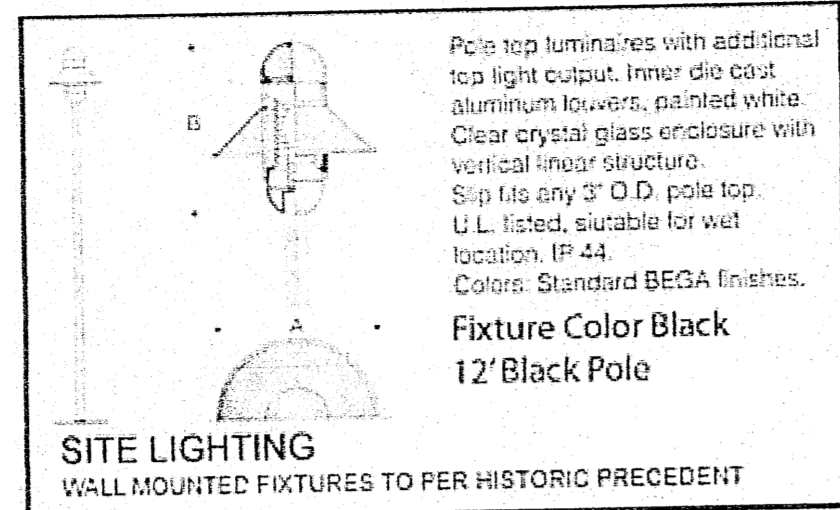 Pole top luminaires with additional
top light output. Inner die cast
aluminum louvers, painted white.
Clear crystal glass enclosure with
vertical linear structure.
Slip fits any 3" O.D. pole top.
U.L. listed, siutable for wet
location. IP 44.
Colors: Standard BEGA finishes.
Fixture Color Black
12' Black Pole
B
A
SITE LIGHTING
WALL MOUNTED FIXTURES TO PER HISTORIC PRECEDENT